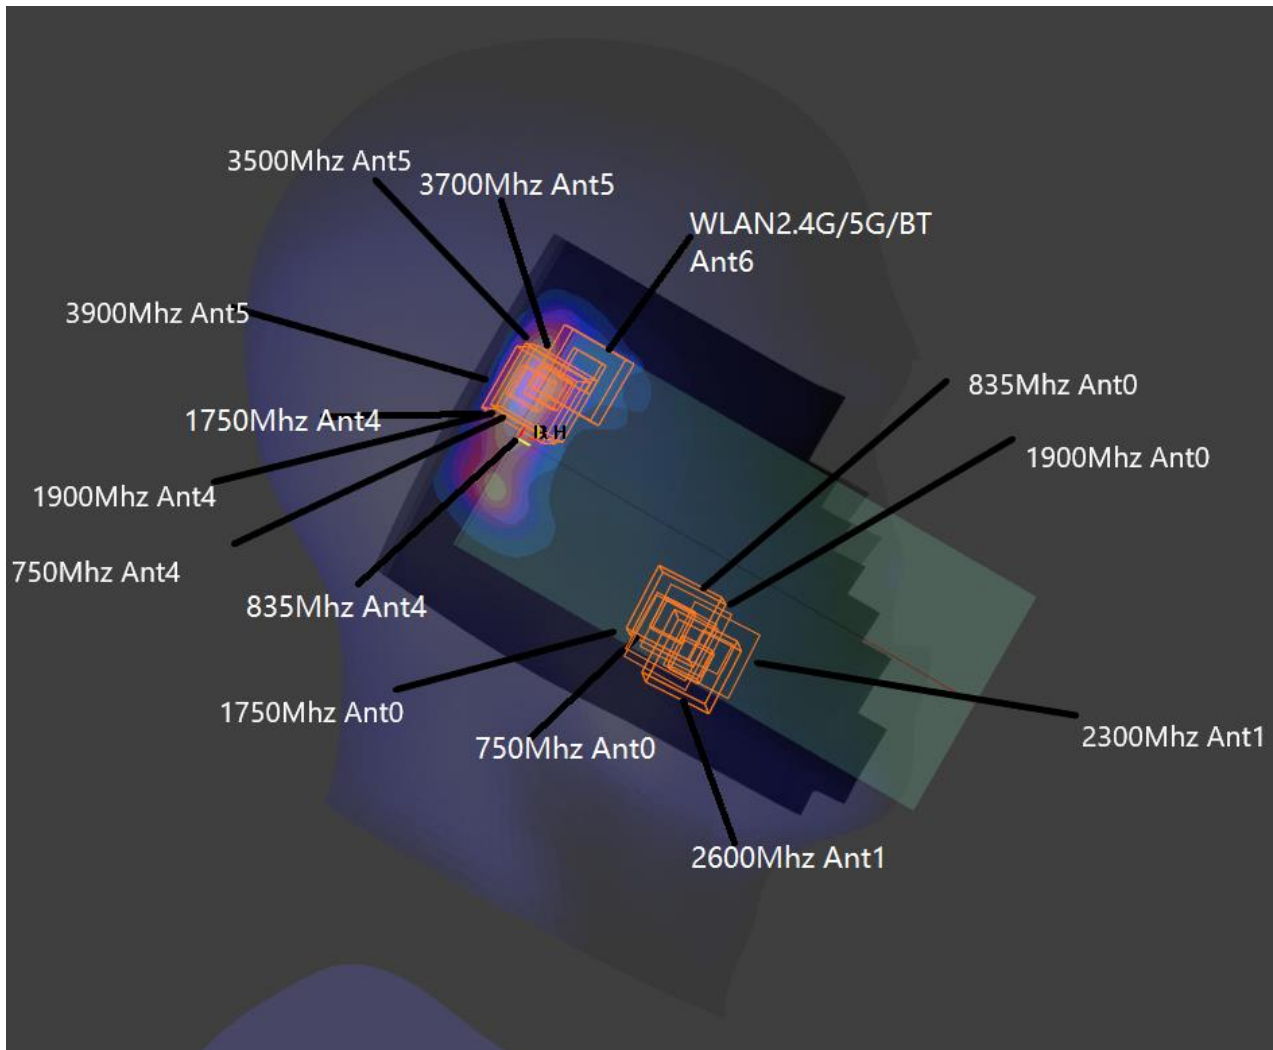 3500Mhz Ant5
3700Mhz Ant5
WLAN2.4G/5G/BT
Ant6
3900Mhz Ant5
835Mhz Ant0
1750Mhz Ant4
1900Mhz Ant0
1900Mhz Ant4
750Mhz Ant4
835Mhz Ant4
1750Mhz Ant0
750Mhz Ant0
2300Mhz Ant1
2600Mhz Ant1